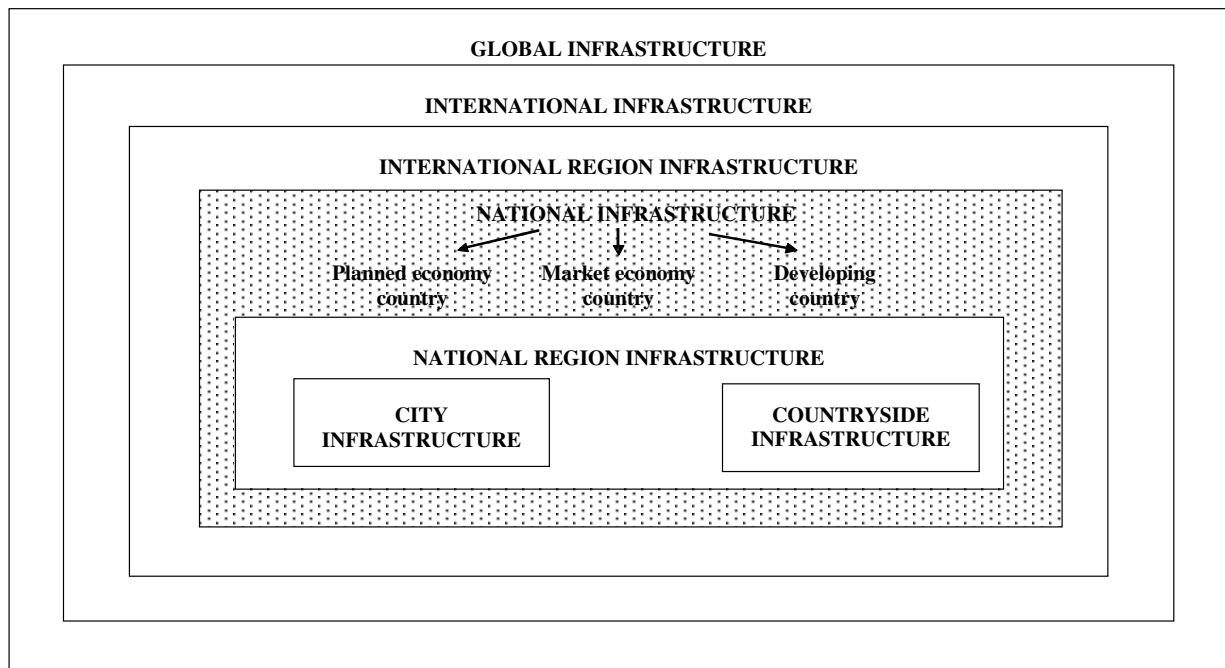 GLOBAL INFRASTRUCTURE
INTERNATIONAL INFRASTRUCTURE
INTERNATIONAL REGION INFRASTRUCTURE
NATIONAL INFRASTRUCTURE
Planned economy
country
Market economy
country
Developing
country
NATIONAL REGION INFRASTRUCTURE
CITY
INFRASTRUCTURE
COUNTRYSIDE
INFRASTRUCTURE